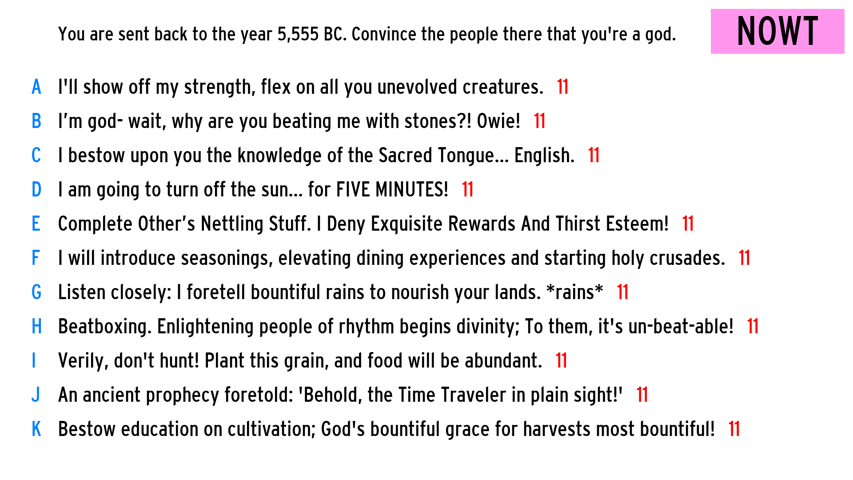 You are sent back to the year 5,555 BC. Convince the people there that you're a god.
NOWT
A I'll show off my strength, flex on all you unevolved creatures. 11
B I’m god- wait, why are you beating me with stones?! Owie! 11
C I bestow upon you the knowledge of the Sacred Tongue... English. 11
D I am going to turn off the sun... for FIVE MINUTES! 11
E Complete Other’s Nettling Stuff. I Deny Exquisite Rewards And Thirst Esteem! 11
F I will introduce seasonings, elevating dining experiences and starting holy crusades. 11
G Listen closely: I foretell bountiful rains to nourish your lands. *rains* 11
H Beatboxing. Enlightening people of rhythm begins divinity; To them, it's un-beat-able! 11
I Verily, don't hunt! Plant this grain, and food will be abundant. 11
J An ancient prophecy foretold: 'Behold, the Time Traveler in plain sight!' 11
K Bestow education on cultivation; God's bountiful grace for harvests most bountiful! 11